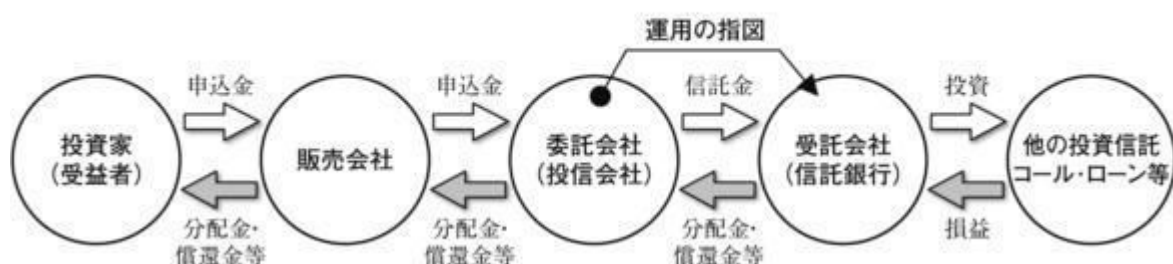 運用の指図
申込金
申込金
信託金
投資
投資家
(受益者)
販売会社
委託会社
(投信会社)
受託会社
(信託銀行)
他の投資信託
コール・ローン等
分配金・
償還金等
分配金・
償還金等
分配金・
償還金等
損益